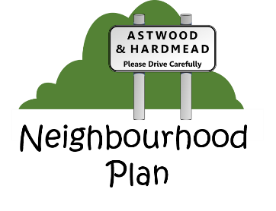 ASTWOOD
& HARDMEAD
Please Drive Carefully
Neighbourhood
Plan